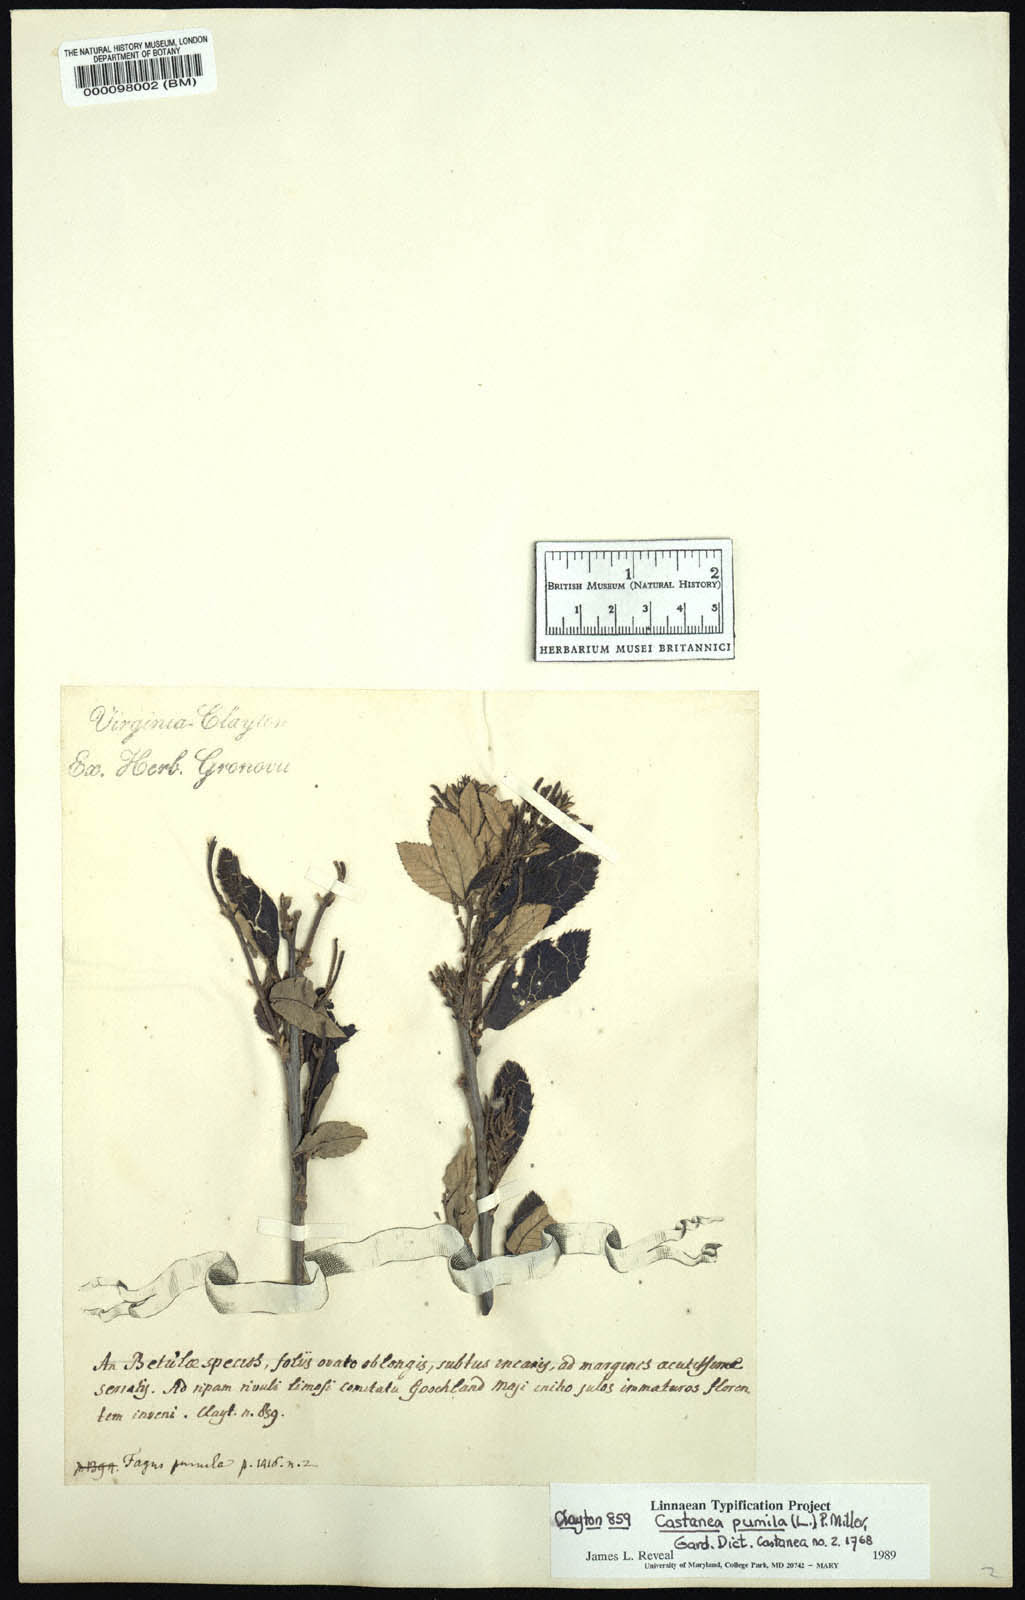 THE NATURAL HISTORY MUSEUM, LONDON
DEPARTMENT OF BOTANY
000098002 (BM)
1 2
BRITISH MUSEUM (NATURAL HISTORY)
1 2 3 4 5
HERBARIUM MUSEI BRITANNICI
Virginia-Clayton
Ex. Herb. Gronovii
An Betulæ species, foliis ovato oblongis, subtus incanis, ad margines acutissime
serratis. Ad ripam rivuli limosi comitatu Goochland Maji initio julos immaturos floren
tem inveni. Clayt. n. 859.
Fagus pumila p. 1416. n. 2
Linnaean Typification Project
Clayton 859 Castanea pumila (L.) P. Miller,
Gard. Dict. Castanea no. 2. 1768
James L. Reveal 1989
University of Maryland, College Park, MD 20742 – MARY
2